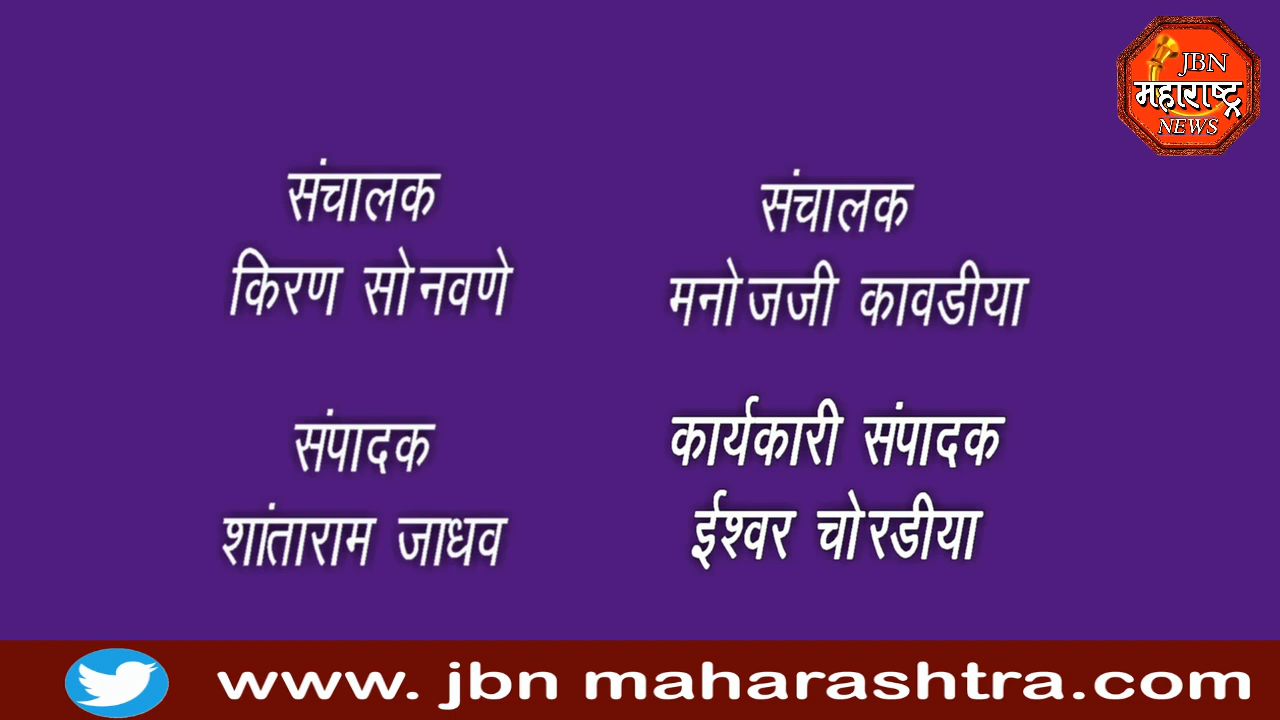 JBN
महाराष्ट्र
NEWS
संचालक
किरण सोनवणे
संचालक
मनोजजी कावडीया
संपादक
शांताराम जाधव
कार्यकारी संपादक
ईश्वर चोरडीया
www. jbn maharashtra.com